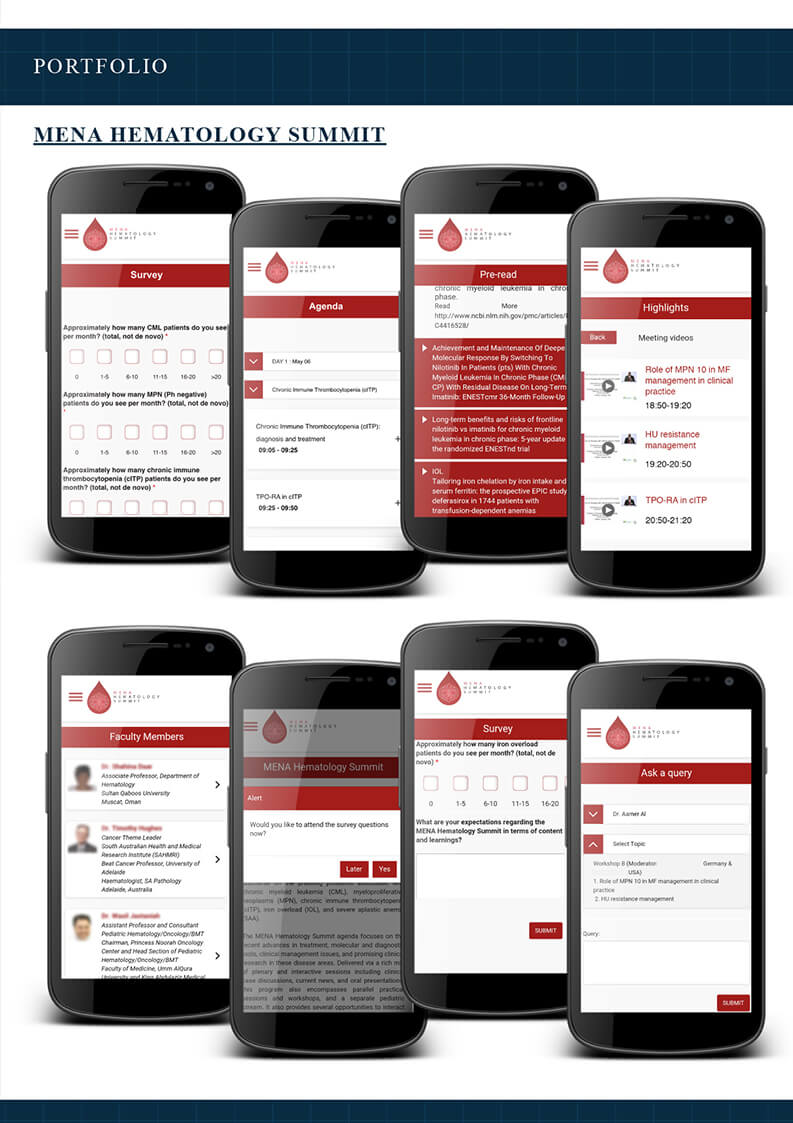 PORTFOLIO
MENA HEMATOLOGY SUMMIT
MENA
HEMATOLOGY
SUMMIT
Survey
Approximately how many CML patients do you see
per month? (total, not de novo) *
0 1-5 6-10 11-15 16-20 >20
Approximately how many MPN (Ph negative)
patients do you see per month? (total, not de novo)
*
0 1-5 6-10 11-15 16-20 >20
Approximately how many chronic immune
thrombocytopenia (cITP) patients do you see per
month? (total, not de novo) *
MENA
HEMATOLOGY
SUMMIT
Agenda
DAY 1 : May 06
Chronic Immune Thrombocytopenia (cITP)
Chronic Immune Thrombocytopenia (cITP):
diagnosis and treatment
09:05 - 09:25
+
TPO-RA in cITP
09:25 - 09:50
+
MENA
HEMATOLOGY
SUMMIT
Pre-read
chronic myeloid leukemia in chro
phase.
Read More
http://www.ncbi.nlm.nih.gov/pmc/articles/
C4416528/
Achievement and Maintenance Of Deepe
Molecular Response By Switching To
Nilotinib In Patients (pts) With Chronic
Myeloid Leukemia In Chronic Phase (CM
CP) With Residual Disease On Long-Term
Imatinib: ENESTcmr 36-Month Follow-Up
Long-term benefits and risks of frontline
nilotinib vs imatinib for chronic myeloid
leukemia in chronic phase: 5-year update
the randomized ENESTnd trial
IOL
Tailoring iron chelation by iron intake and
serum ferritin: the prospective EPIC study
deferasirox in 1744 patients with
transfusion-dependent anemias
MENA
HEMATOLOGY
SUMMIT
Highlights
Back Meeting videos
Role of MPN 10 in MF
management in clinical
practice
18:50-19:20
HU resistance
management
19:20-20:50
TPO-RA in cITP
20:50-21:20
MENA
HEMATOLOGY
SUMMIT
Faculty Members
Associate Professor, Department of
Hematology
Sultan Qaboos University
Muscat, Oman
Cancer Theme Leader
South Australian Health and Medical
Research Institute (SAHMRI)
Beat Cancer Professor, University of
Adelaide
Haematologist, SA Pathology
Adelaide, Australia
Assistant Professor and Consultant
Pediatric Hematology/Oncology/BMT
Chairman, Princess Noorah Oncology
Center and Head Section of Pediatric
Hematology/Oncology/BMT
Faculty of Medicine, Umm AlQura
University and King Abdulaziz Medical
MENA
HEMATOLOGY
SUMMIT
MENA Hematology Summit
Alert
Would you like to attend the survey questions
now?
Later Yes
chronic myeloid leukemia (CML), myeloproliferative
neoplasms (MPN), chronic immune thrombocytopen
(cITP), iron overload (IOL), and severe aplastic anem
(SAA).
The MENA Hematology Summit agenda focuses on th
recent advances in treatment, molecular and diagnost
tools, clinical management issues, and promising clinic
research in these disease areas. Delivered via a rich m
of plenary and interactive sessions including clinic
case discussions, current news, and oral presentations
this program also encompasses parallel practical
sessions and workshops, and a separate pediatric
stream. It also provides several opportunities to interact
MENA
HEMATOLOGY
SUMMIT
Survey
Approximately how many iron overload
patients do you see per month? (total, not de
novo) *
0 1-5 6-10 11-15 16-20
What are your expectations regarding the
MENA Hematology Summit in terms of content
and learnings?
SUBMIT
MENA
HEMATOLOGY
SUMMIT
Ask a query
Dr. Aamer Al
Select Topic:
Workshop B (Moderator: Germany &
USA)
1. Role of MPN 10 in MF management in clinical
practice
2. HU resistance management
Query:
SUBMIT